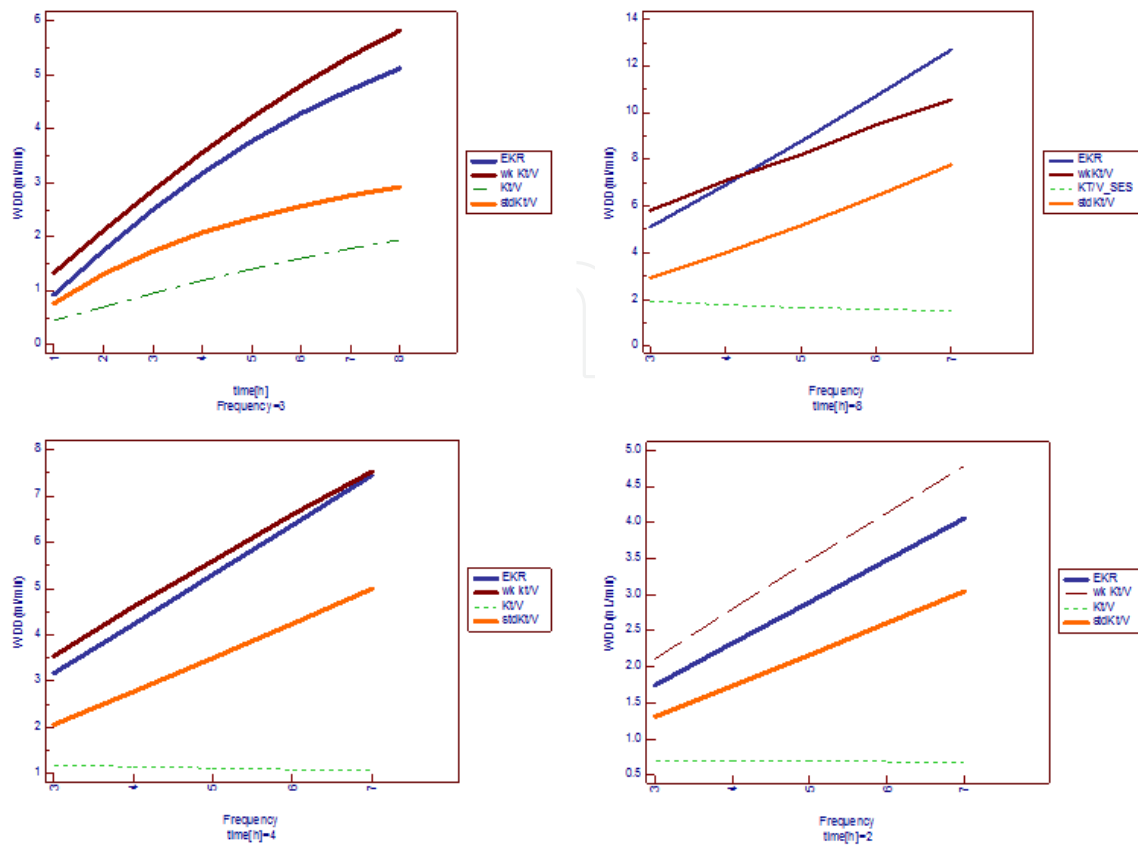 6
5
4
3
2
1
0
WDD(ml/min)
1
2
3
4
5
6
7
8
time[h]
Frequency=3
EKR
wk Kt/V
Kt/V
stdKt/V
14
12
10
8
6
4
2
0
WDD(ml/min)
3
4
5
6
7
Frequency
time[h]=8
EKR
wkKt/V
KT/V_SES
stdKt/V
8
7
6
5
4
3
2
1
WDD(ml/min)
3
4
5
6
7
Frequency
time[h]=4
EKR
wk kt/V
Kt/V
stdKt/V
5.0
4.5
4.0
3.5
3.0
2.5
2.0
1.5
1.0
0.5
WDD(mL/min)
3
4
5
6
7
Frequency
time[h]=2
EKR
wk Kt/V
Kt/V
stdKt/V